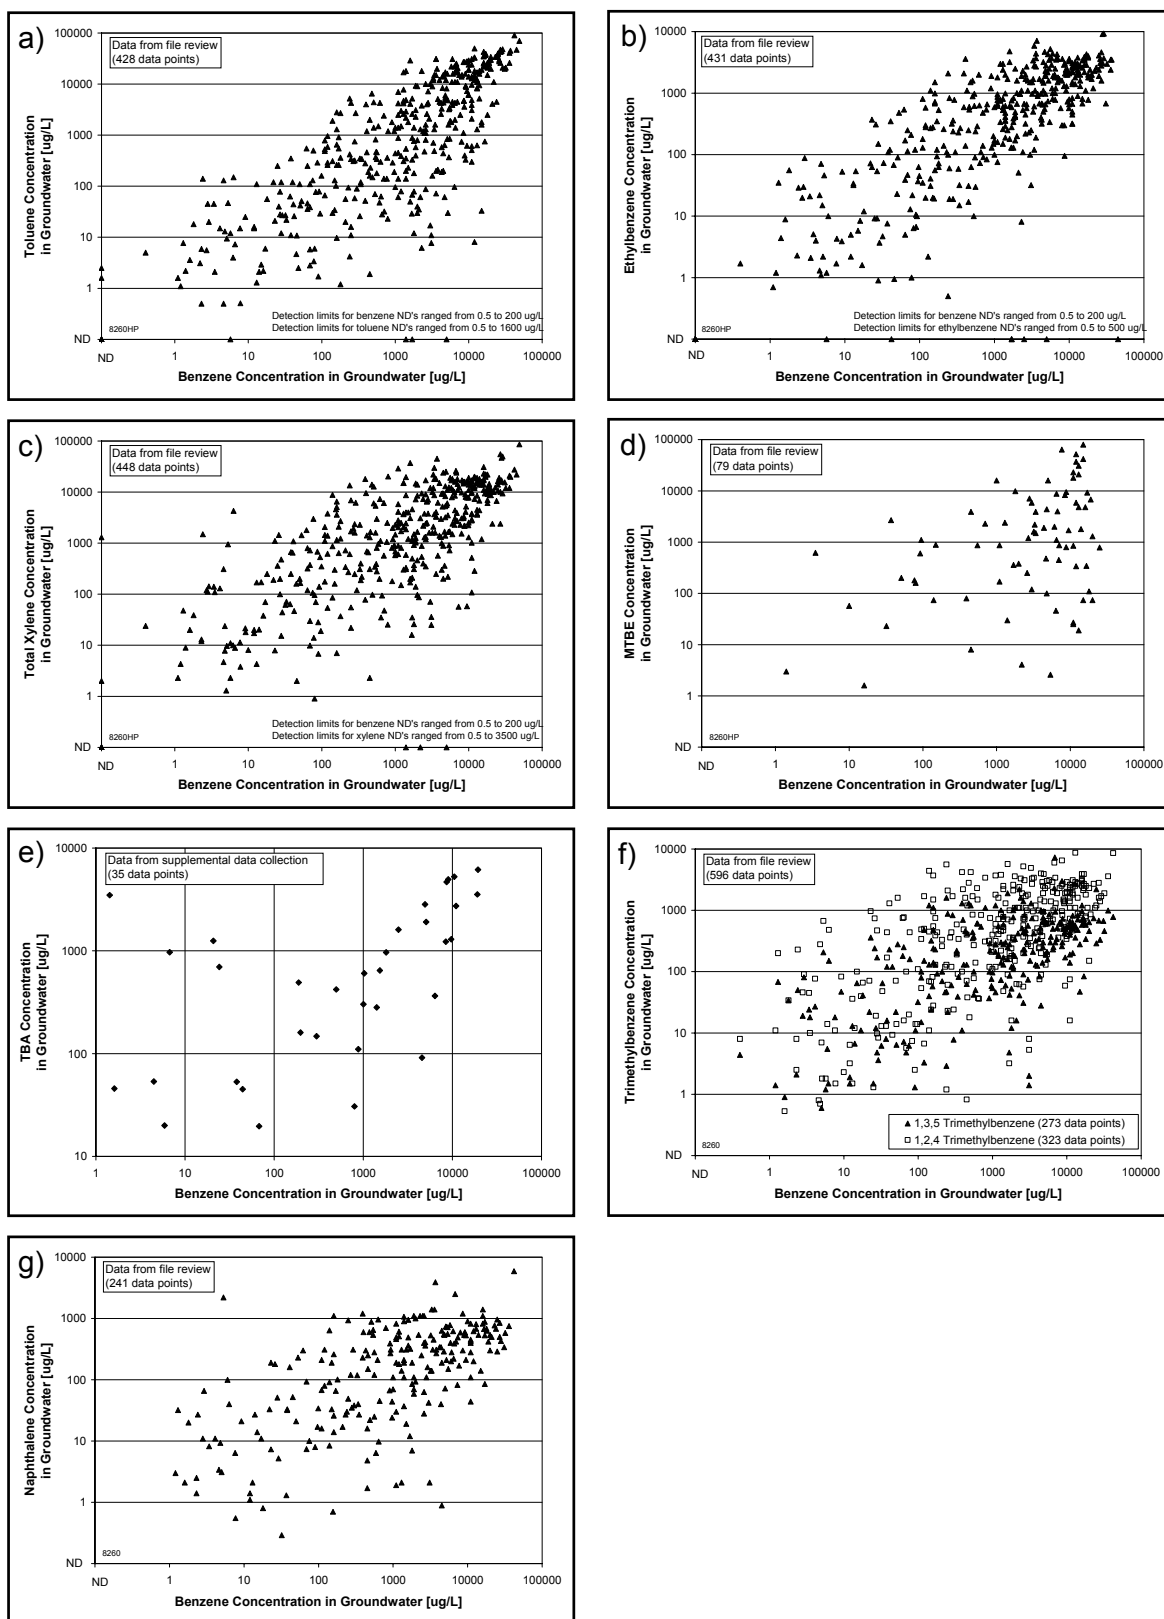 a)
Data from file review
(428 data points)
100000
10000
1000
100
10
1
ND
Toluene Concentration
in Groundwater [ug/L]
Detection limits for benzene ND's ranged from 0.5 to 200 ug/L
Detection limits for toluene ND's ranged from 0.5 to 1600 ug/L
8260HP
ND 1 10 100 1000 10000 100000
Benzene Concentration in Groundwater [ug/L]
b)
Data from file review
(431 data points)
10000
1000
100
10
1
ND
Ethylbenzene Concentration
in Groundwater [ug/L]
Detection limits for benzene ND's ranged from 0.5 to 200 ug/L
Detection limits for ethylbenzene ND's ranged from 0.5 to 500 ug/L
8260HP
ND 1 10 100 1000 10000 100000
Benzene Concentration in Groundwater [ug/L]
c)
Data from file review
(448 data points)
100000
10000
1000
100
10
1
ND
Total Xylene Concentration
in Groundwater [ug/L]
Detection limits for benzene ND's ranged from 0.5 to 200 ug/L
Detection limits for xylene ND's ranged from 0.5 to 3500 ug/L
8260HP
ND 1 10 100 1000 10000 100000
Benzene Concentration in Groundwater [ug/L]
d)
Data from file review
(79 data points)
100000
10000
1000
100
10
1
ND
MTBE Concentration
in Groundwater [ug/L]
8260HP
ND 1 10 100 1000 10000 100000
Benzene Concentration in Groundwater [ug/L]
e)
Data from supplemental data collection
(35 data points)
10000
1000
100
10
TBA Concentration
in Groundwater [ug/L]
1 10 100 1000 10000 100000
Benzene Concentration in Groundwater [ug/L]
f)
Data from file review
(596 data points)
10000
1000
100
10
1
ND
Trimethylbenzene Concentration
in Groundwater [ug/L]
1,3,5 Trimethylbenzene (273 data points)
1,2,4 Trimethylbenzene (323 data points)
8260
ND 1 10 100 1000 10000 100000
Benzene Concentration in Groundwater [ug/L]
g)
Data from file review
(241 data points)
10000
1000
100
10
1
ND
Naphthalene Concentration
in Groundwater [ug/L]
8260
ND 1 10 100 1000 10000 100000
Benzene Concentration in Groundwater [ug/L]